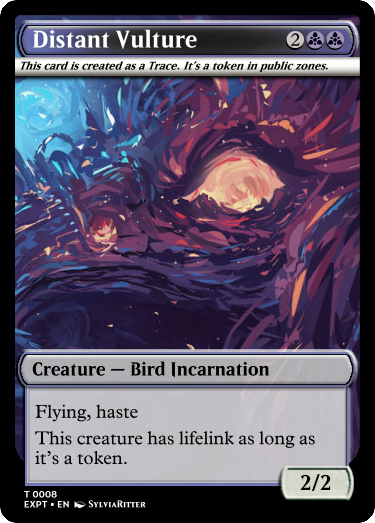 Distant Vulture 2
This card is created as a Trace. It's a token in public zones.
Creature — Bird Incarnation
Flying, haste
This creature has lifelink as long as
it's a token.
2/2
T 0008
EXPT • EN SylviaRitter